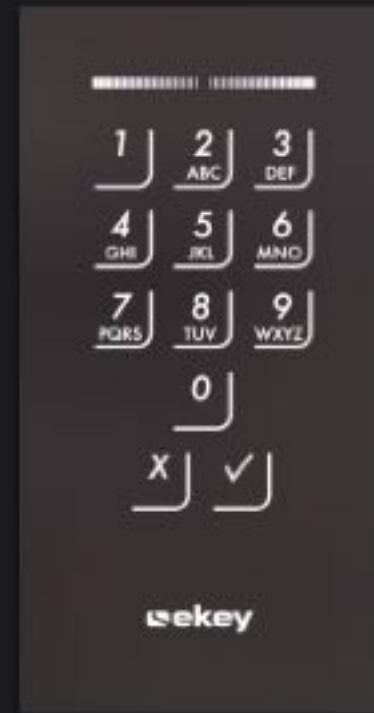 1 2 3
ABC DEF
4 5 6
GHI JKL MNO
7 8 9
PQRS TUV WXYZ
0
X ✓
ekey